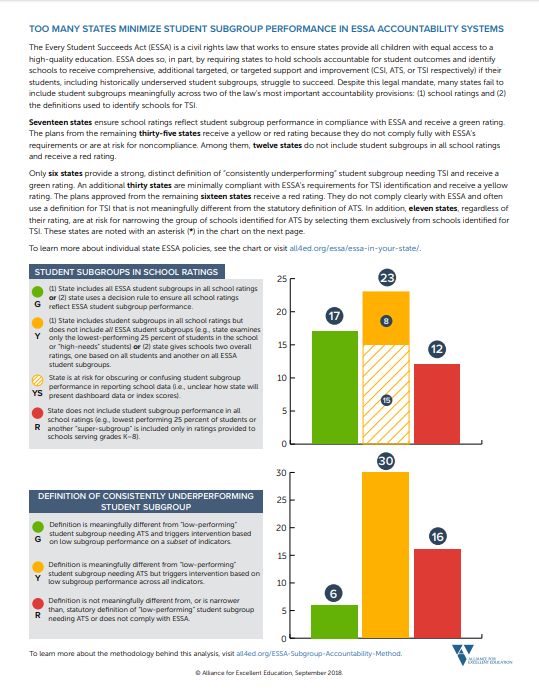 TOO MANY STATES MINIMIZE STUDENT SUBGROUP PERFORMANCE IN ESSA ACCOUNTABILITY SYSTEMS
The Every Student Succeeds Act (ESSA) is a civil rights law that works to ensure states provide all children with equal access to a
high-quality education. ESSA does so, in part, by requiring states to hold schools accountable for student outcomes and identify
schools to receive comprehensive, additional targeted, or targeted support and improvement (CSI, ATS, or TSI respectively) if their
students, including historically underserved student subgroups, struggle to succeed. Despite this legal mandate, many states fail to
include student subgroups meaningfully across two of the law's most important accountability provisions: (1) school ratings and (2)
the definitions used to identify schools for TSI.
Seventeen states ensure school ratings reflect student subgroup performance in compliance with ESSA and receive a green rating.
The plans from the remaining thirty-five states receive a yellow or red rating because they do not comply fully with ESSA's
requirements or are at risk for noncompliance. Among them, twelve states do not include student subgroups in all school ratings
and receive a red rating.
Only six states provide a strong, distinct definition of "consistently underperforming" student subgroup needing TSI and receive a
green rating. An additional thirty states are minimally compliant with ESSA's requirements for TSI identification and receive a yellow
rating. The plans approved from the remaining sixteen states receive a red rating. They do not comply clearly with ESSA and often
use a definition for TSI that is not meaningfully different from the statutory definition of ATS. In addition, eleven states, regardless of
their rating, are at risk for narrowing the group of schools identified for ATS by selecting them exclusively from schools identified for
TSI. These states are noted with an asterisk (*) in the chart on the next page.
To learn more about individual state ESSA policies, see the chart or visit all4ed.org/essa/essa-in-your-state/.
STUDENT SUBGROUPS IN SCHOOL RATINGS
G
(1) State includes all ESSA student subgroups in all school ratings
or (2) state uses a decision rule to ensure all school ratings
reflect ESSA student subgroup performance.
Y
(1) State includes student subgroups in all school ratings but
does not include all ESSA student subgroups (e.g., state examines
only the lowest-performing 25 percent of students in the school
or "high-needs" students) or (2) state gives schools two overall
ratings, one based on all students and another on all ESSA
student subgroups.
YS
State is at risk for obscuring or confusing student subgroup
performance in reporting school data (i.e., unclear how state will
present dashboard data or index scores).
R
State does not include student subgroup performance in all
school ratings (e.g., lowest performing 25 percent of students or
another "super-subgroup" is included only in ratings provided to
schools serving grades K–8).
25
20
15
10
5
0
17
23
8
15
12
DEFINITION OF CONSISTENTLY UNDERPERFORMING
STUDENT SUBGROUP
G
Definition is meaningfully different from "low-performing"
student subgroup needing ATS and triggers intervention based
on low subgroup performance on a subset of indicators.
Y
Definition is meaningfully different from "low-performing"
student subgroup needing ATS but triggers intervention based on
low subgroup performance across all indicators.
R
Definition is not meaningfully different from, or is narrower
than, statutory definition of "low-performing" student subgroup
needing ATS or does not comply with ESSA.
30
25
20
15
10
5
0
6
30
16
To learn more about the methodology behind this analysis, visit all4ed.org/ESSA-Subgroup-Accountability-Method.
ALLIANCE FOR
EXCELLENT EDUCATION
© Alliance for Excellent Education, September 2018.